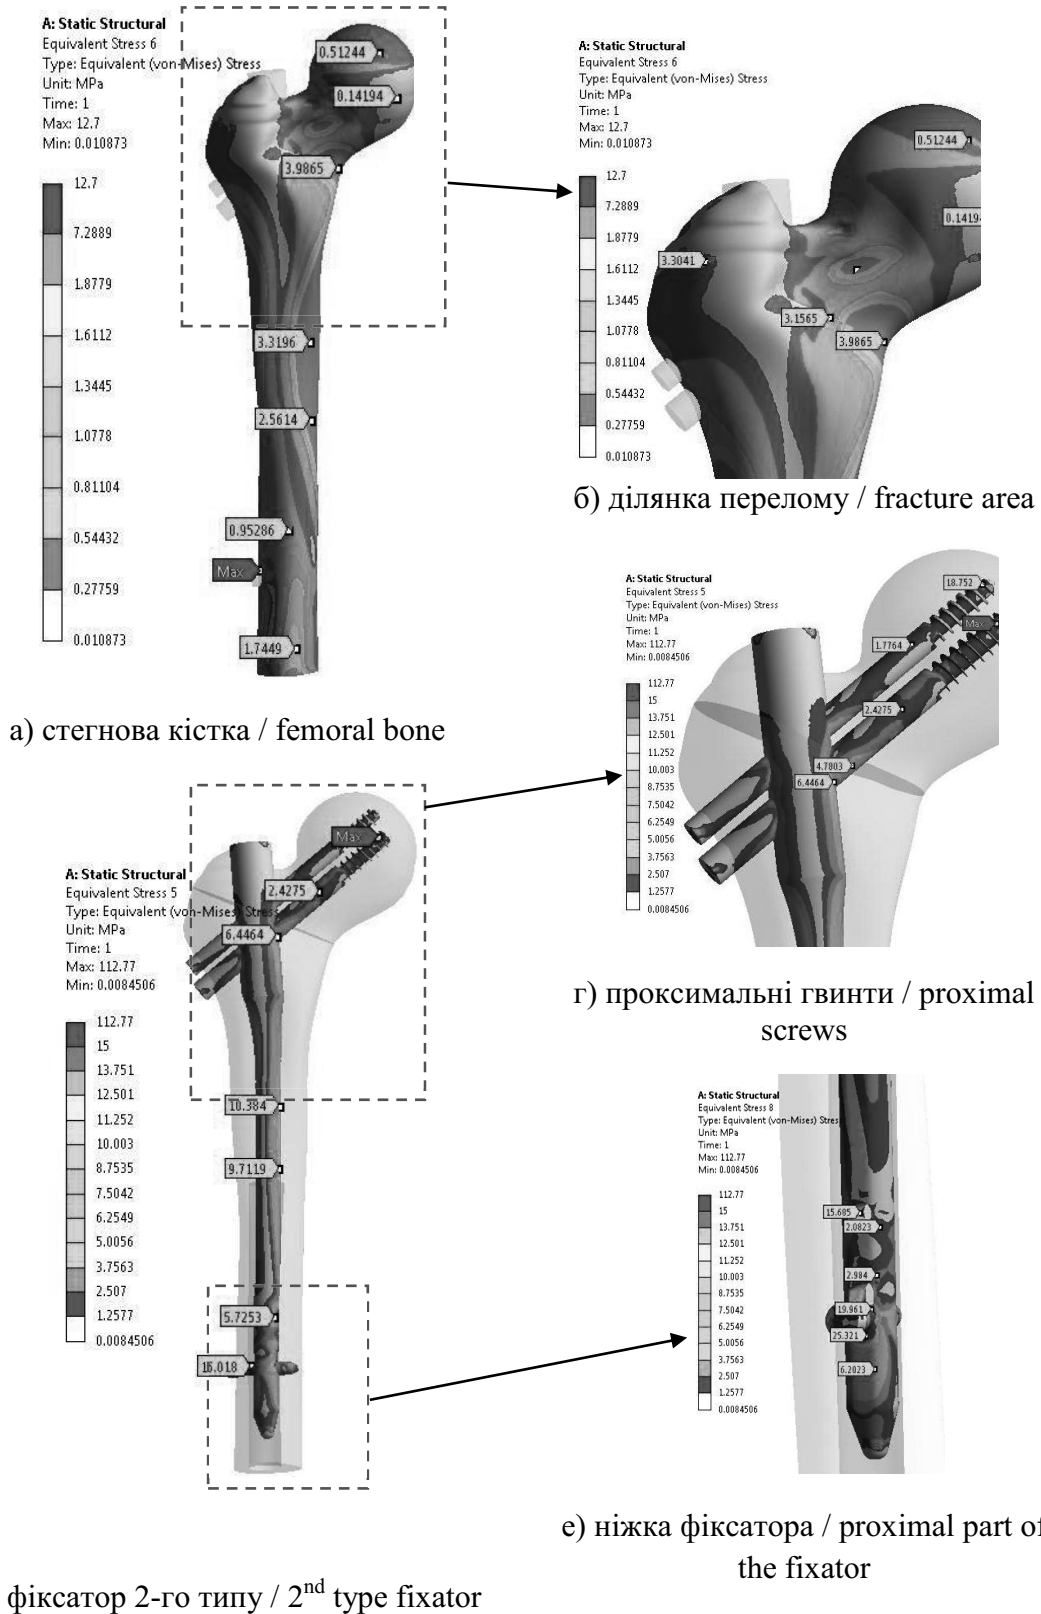 A: Static Structural
Equivalent Stress 6
Type: Equivalent (von-Mises) Stress
Unit: MPa
Time: 1
Max: 12.7
Min: 0.010873
12.7
7.2889
1.8779
1.6112
1.3445
1.0778
0.81104
0.54432
0.27759
0.010873
0.51244
0.14194
3.9865
3.3196
2.5614
0.95286
Max
1.7449
а) стегнова кістка / femoral bone
A: Static Structural
Equivalent Stress 6
Type: Equivalent (von-Mises) Stress
Unit: MPa
Time: 1
Max: 12.7
Min: 0.010873
12.7
7.2889
1.8779
1.6112
1.3445
1.0778
0.81104
0.54432
0.27759
0.010873
0.51244
0.1419
3.3041
3.1565
3.9865
б) ділянка перелому / fracture area
A: Static Structural
Equivalent Stress 5
Type: Equivalent (von-Mises) Stress
Unit: MPa
Time: 1
Max: 112.77
Min: 0.0084506
112.77
15
13.751
12.501
11.252
10.003
8.7535
7.5042
6.2549
5.0056
3.7563
2.507
1.2577
0.0084506
18.752
Max
1.7764
2.4275
4.7803
6.4464
г) проксимальні гвинти / proximal
screws
A: Static Structural
Equivalent Stress 5
Type: Equivalent (von-Mises) Stress
Unit: MPa
Time: 1
Max: 112.77
Min: 0.0084506
112.77
15
13.751
12.501
11.252
10.003
8.7535
7.5042
6.2549
5.0056
3.7563
2.507
1.2577
0.0084506
Max
2.4275
6.4464
10.384
9.7119
5.7253
16.018
A: Static Structural
Equivalent Stress 8
Type: Equivalent (von-Mises) Stres
Unit: MPa
Time: 1
Max: 112.77
Min: 0.0084506
112.77
15
13.751
12.501
11.252
10.003
8.7535
7.5042
6.2549
5.0056
3.7563
2.507
1.2577
0.0084506
15.685
2.0823
2.984
19.961
25.321
6.2023
е) ніжка фіксатора / proximal part of
the fixator
фіксатор 2-го типу / 2nd type fixator